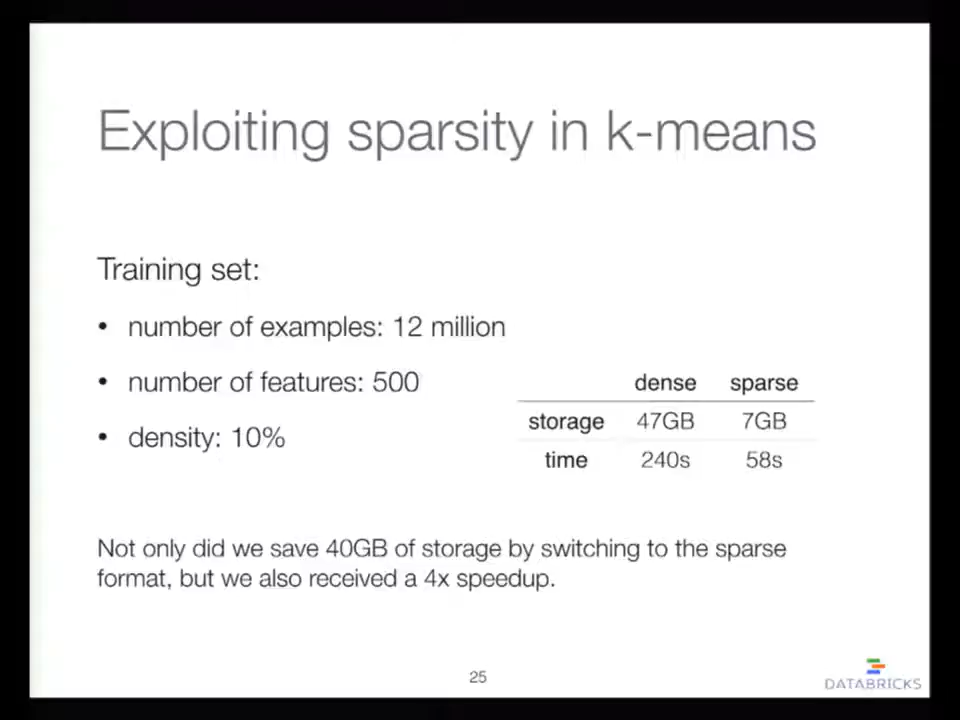 Exploiting sparsity in k-means
Training set:
• number of examples: 12 million
• number of features: 500
• density: 10%
dense sparse
storage 47GB 7GB
time 240s 58s
Not only did we save 40GB of storage by switching to the sparse
format, but we also received a 4x speedup.
25
DATABRICKS